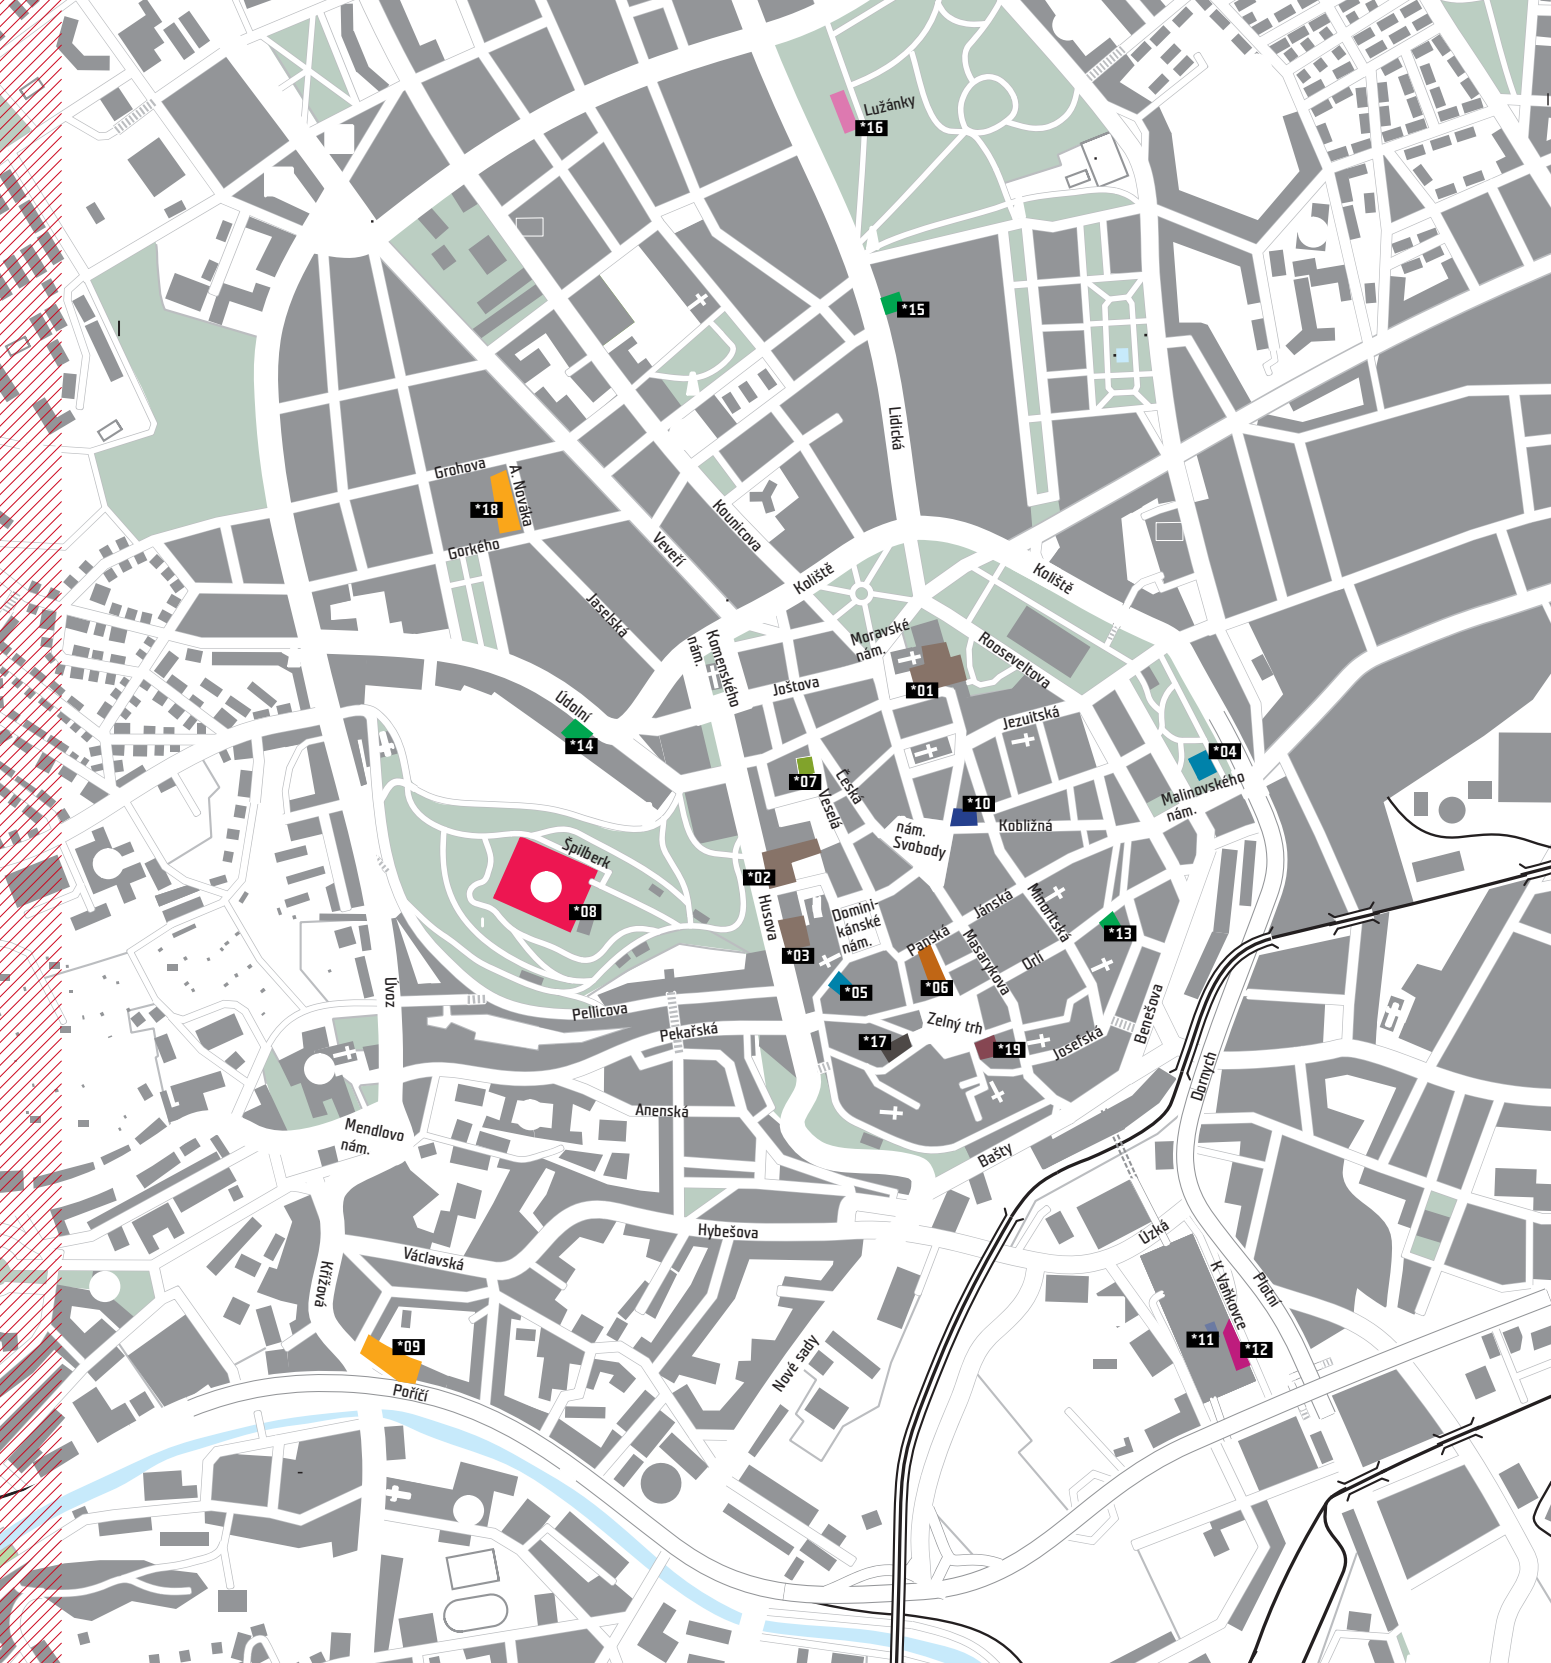 Lužánky
*16
*15
Lidická
Grohova
A. Nováka
*18
Gorkého
Kounicova
Veveří
Koliště
Koliště
Jaselská
Moravské
nám.
Komenského
nám.
Rooseveltova
*01
Joštova
Údolní
Jezuitská
*14
*04
*07
Česká
Malinovského
nám.
Veselá
*10
Kobližná
nám.
Svobody
Špilberk
*02
*08
Husova
Domini-
kánské
nám.
Jánská
Minoritská
*13
Panská
*03
Masarykova
Orlí
*06
*05
Úvoz
Pellicova
Pekařská
Zelný trh
Benešova
*17
*19
Josefská
Dornych
Anenská
Mendlovo
nám.
Bašty
Hybešova
Úzká
Václavská
Křížová
K Vaňkovce
Plotní
*11
*12
*09
Nové sady
Poříčí